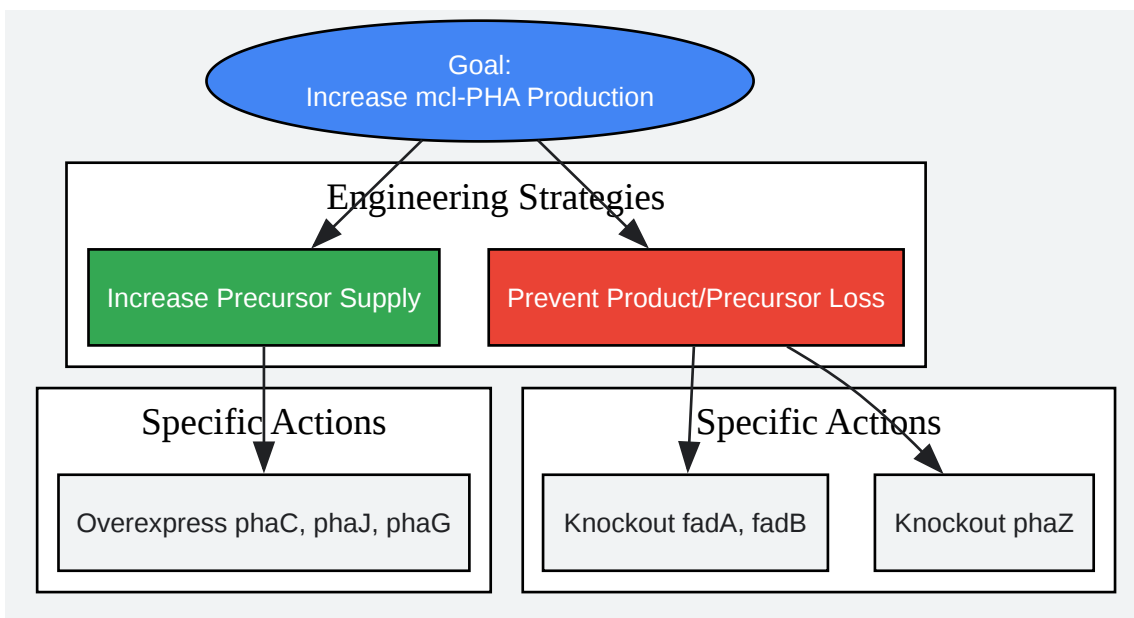 Goal:
Increase mcl-PHA Production
Engineering Strategies
Increase Precursor Supply
Prevent Product/Precursor Loss
Specific Actions
Overexpress phaC, phaJ, phaG
Specific Actions
Knockout fadA, fadB
Knockout phaZ